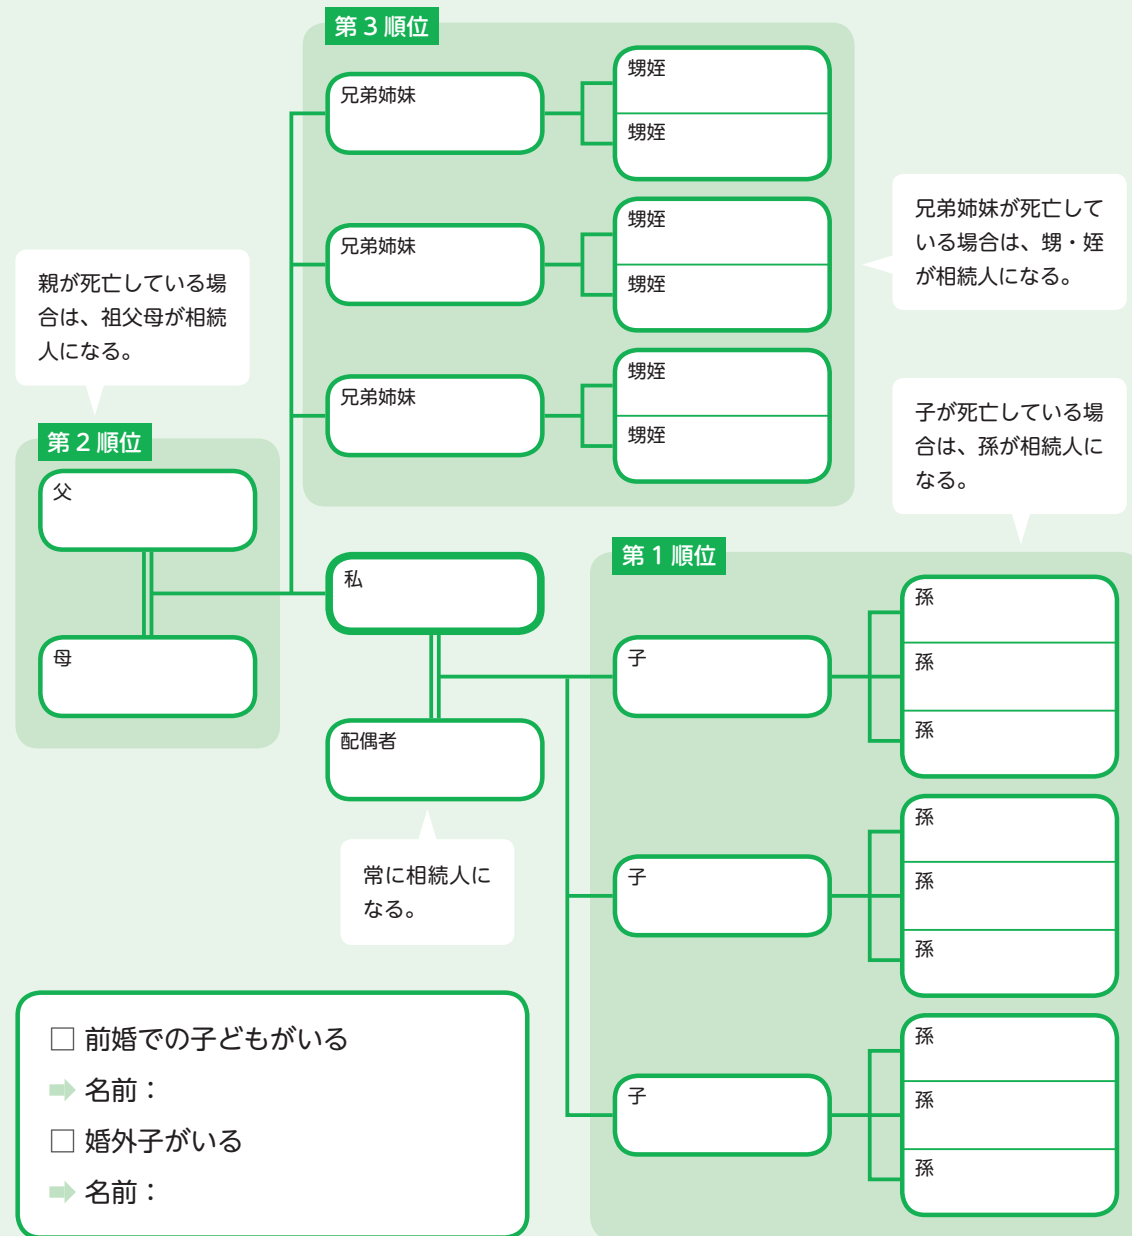 第3順位
兄弟姉妹
甥姪
甥姪
兄弟姉妹
甥姪
甥姪
兄弟姉妹
甥姪
甥姪
兄弟姉妹が死亡して
いる場合は、甥・姪
が相続人になる。
親が死亡している場
合は、祖父母が相続
人になる。
第2順位
父
母
私
配偶者
常に相続人に
なる。
子が死亡している場
合は、孫が相続人に
なる。
第1順位
子
孫
孫
孫
子
孫
孫
孫
子
孫
孫
孫
□ 前婚での子どもがいる
➡ 名前：
□ 婚外子がいる
➡ 名前：